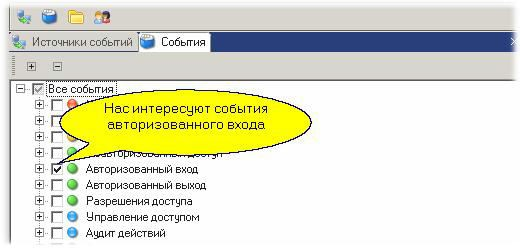 Источники событий События
Все события
Нас интересуют события
авторизованного входа
доступ
Авторизованный вход
Авторизованный выход
Разрешения доступа
Управление доступом
Аудит действий